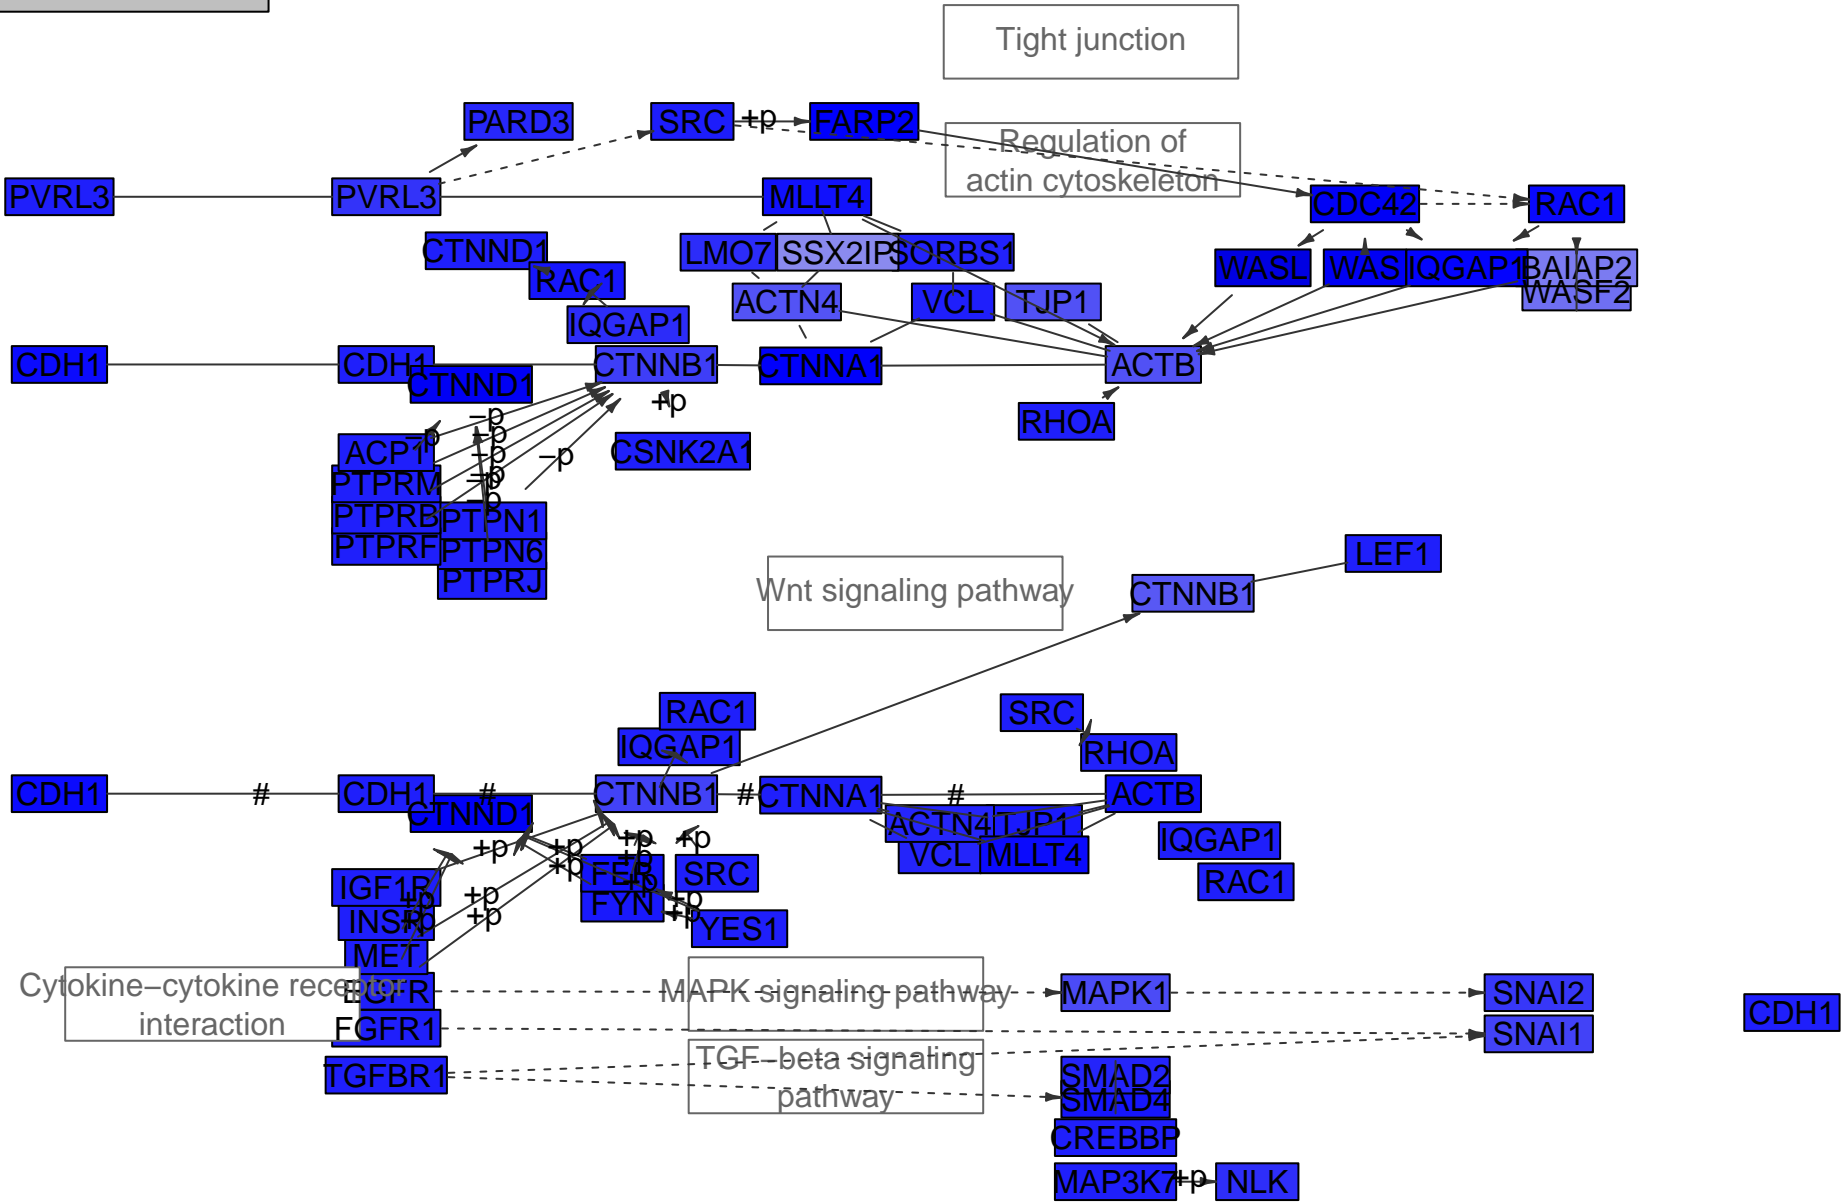 Tight junction
PARD3
SRC
+p
FARP2
Regulation of
actin cytoskeleton
PVRL3
PVRL3
MLLT4
CDC42
RAC1
CTNND1
LMO7
SSX2IP
SORBS1
WASL
WAS
IQGAP1
BAIAP2
WASF2
RAC1
ACTN4
VCL
TJP1
IQGAP1
CDH1
CDH1
CTNND1
CTNNB1
CTNNA1
ACTB
+p
RHOA
−p
−p
−p
−p
−p
−p
−p
−p
ACP1
CSNK2A1
PTPRM
PTPRB
PTPN1
PTPRF
PTPN6
PTPRJ
LEF1
Wnt signaling pathway
CTNNB1
RAC1
SRC
IQGAP1
RHOA
CDH1
#
CDH1
#
CTNNB1
#
CTNNA1
#
ACTB
CTNND1
ACTN4
TJP1
IQGAP1
+p
+p
+p
+p
+p
+p
VCL
MLLT4
IGF1R
FER
SRC
RAC1
+p
+p
+p
+p
FYN
INSR
+p
+p
+p
YES1
MET
Cytokine−cytokine receptor
interaction
EGFR
MAPK signaling pathway
MAPK1
SNAI2
CDH1
FGFR1
SNAI1
TGFBR1
TGF−beta signaling
pathway
SMAD2
SMAD4
CREBBP
MAP3K7
+p
NLK